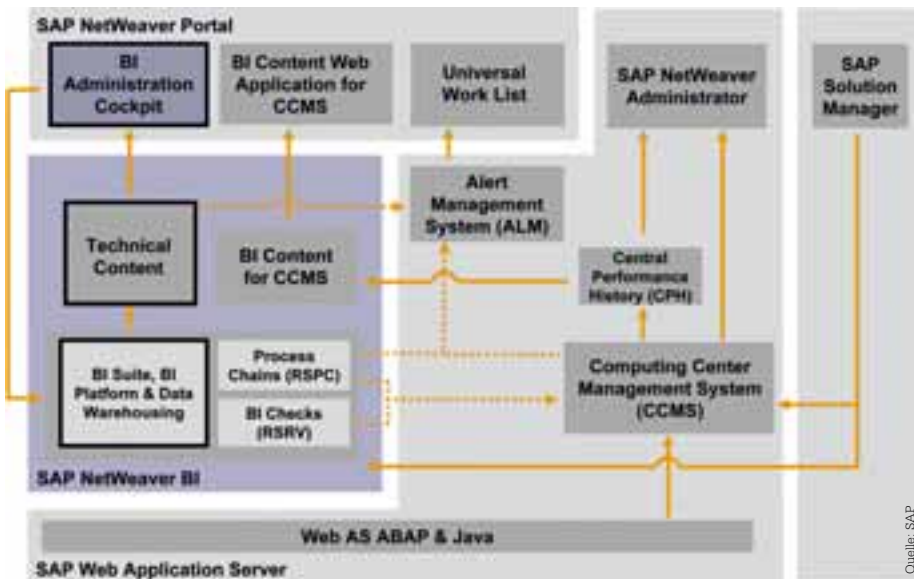 SAP NetWeaver Portal
BI
Administration
Cockpit
BI Content Web
Application for
CCMS
Universal
Work List
SAP NetWeaver
Administrator
SAP
Solution
Manager
Alert
Management
System (ALM)
Technical
Content
BI Content
for CCMS
Central
Performance
History (CPH)
BI Suite, BI
Platform & Data
Warehousing
Process
Chains (RSPC)
BI Checks
(RSRV)
Computing Center
Management System
(CCMS)
SAP NetWeaver BI
Web AS ABAP & Java
SAP Web Application Server
Quelle: SAP